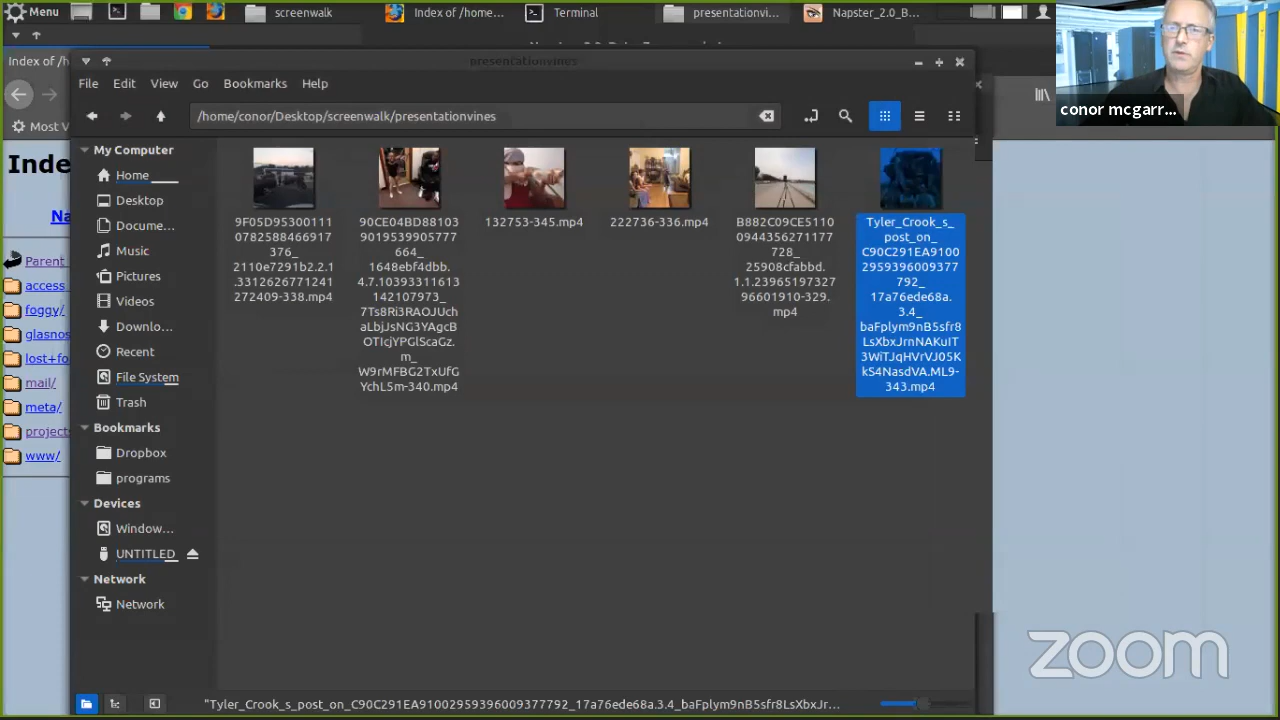 Menu
screenwalk
Index of /home...
Terminal
presentationvi...
Napster_2.0_B...
Index of /h
presentationvines
File Edit View Go Bookmarks Help
/home/conor/Desktop/screenwalk/presentationvines
Most V
Inde
Na
Parent
access
foggy/
glasnos
lost+fo
mail/
meta/
projects
www/
My Computer
Home
Desktop
Docume...
Music
Pictures
Videos
Downlo...
Recent
File System
Trash
Bookmarks
Dropbox
programs
Devices
Window...
UNTITLED
Network
Network
9F05D95300111
0782588466917
376_
2110e7291b2.2.1
.3312626771241
272409-338.mp4
90CE04BD88103
9019539905777
664_
1648ebf4dbb.
4.7.10393311613
142107973_
7Ts8Ri3RAOJUch
aLbjJsNG3YAgcB
OTIcjYPGlScaGz.
m_
W9rMFBG2TxUfG
YchL5m-340.mp4
132753-345.mp4
222736-336.mp4
B882C09CE5110
0944356271177
728_
25908cfabbd.
1.1.23965197327
96601910-329.
mp4
Tyler_Crook_s_
post_on_
C90C291EA9100
2959396009377
792_
17a76ede68a.
3.4_
baFplym9nB5sfr8
LsXbxJrnNAKuIT
3WiTJqHVrVJ05K
kS4NasdVA.ML9-
343.mp4
"Tyler_Crook_s_post_on_C90C291EA91002959396009377792_17a76ede68a.3.4_baFplym9nB5sfr8LsXbxJr...
conor mcgarr...
zoom